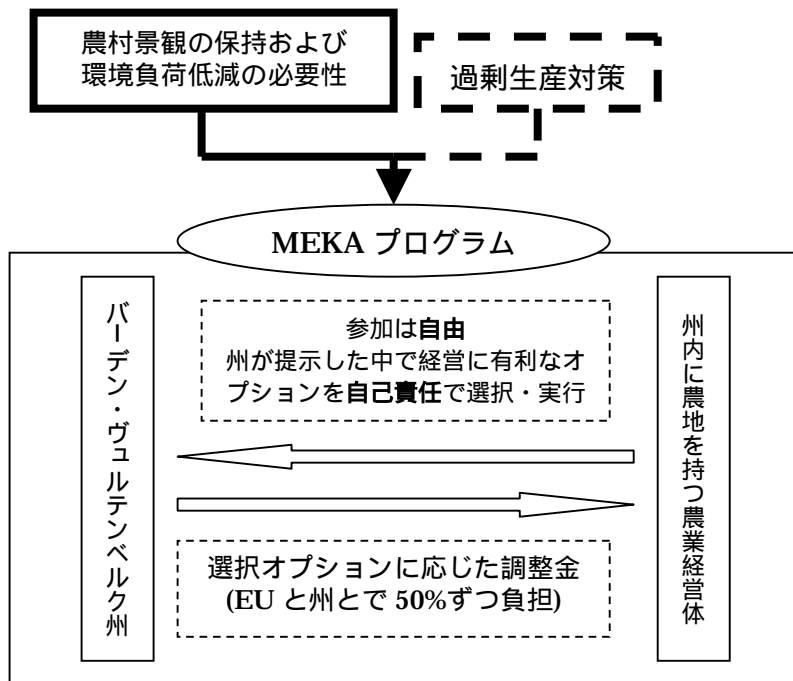 農村景観の保持および
環境負荷低減の必要性
過剰生産対策
MEKA プログラム
バーデン・ヴュルテンベルク州
参加は自由
州が提示した中で経営に有利なオ
プションを自己責任で選択・実行
選択オプションに応じた調整金
(EU と州とで 50%ずつ負担)
州内に農地を持つ農業経営体